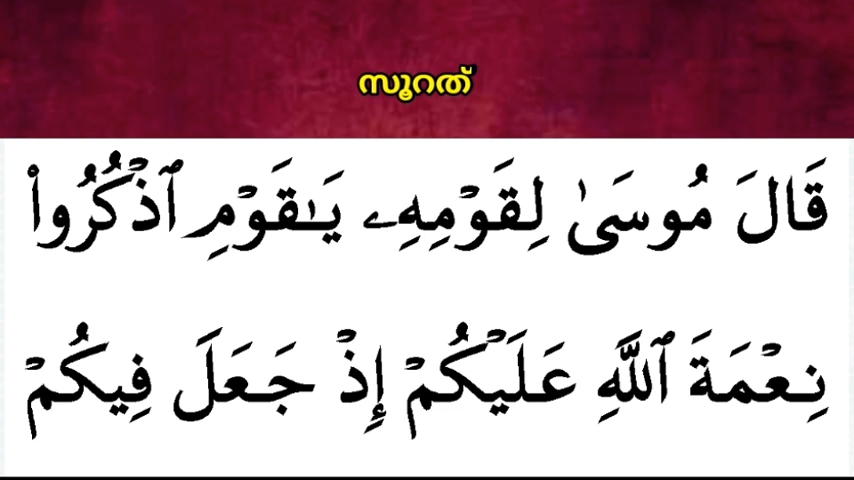 സൂറത്
قَالَ مُوسَىٰ لِقَوْمِهِۦ يَـٰقَوْمِ ٱذْكُرُوا۟
نِعْمَةَ ٱللَّهِ عَلَيْكُمْ إِذْ جَعَلَ فِيكُمْ